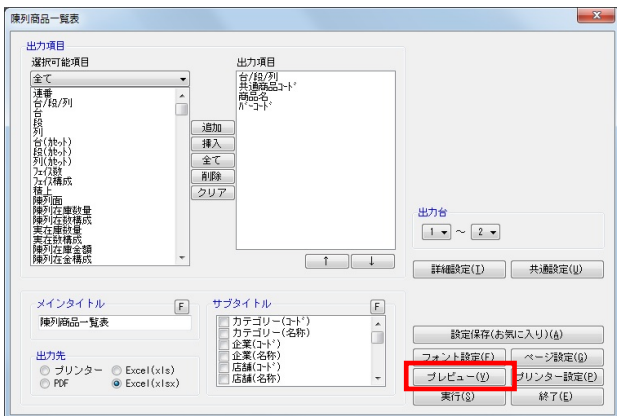 陳列商品一覧表
出力項目
選択可能項目
全て
連番
台/段/列
台
段
列
台(ｶｾｯﾄ)
段(ｶｾｯﾄ)
列(ｶｾｯﾄ)
ﾌｪｲｽ数
ﾌｪｲｽ構成
積上
陳列面
陳列在庫数量
陳列在数構成
実在庫数量
実在数構成
陳列在庫金額
陳列在金構成
追加
挿入
全て
削除
クリア
出力項目
台/段/列
共通商品ｺｰﾄﾞ
商品名
ﾊﾞｰｺｰﾄﾞ
↑
↓
出力台
1 ～ 2
詳細設定(I)
共通設定(U)
メインタイトル
F
陳列商品一覧表
出力先
プリンター
Excel(xls)
PDF
Excel(xlsx)
サブタイトル
F
カテゴリー(ｺｰﾄﾞ)
カテゴリー(名称)
企業(ｺｰﾄﾞ)
企業(名称)
店舗(ｺｰﾄﾞ)
店舗(名称)
設定保存(お気に入り)(A)
フォント設定(F)
ページ設定(G)
プレビュー(V)
プリンター設定(P)
実行(S)
終了(E)